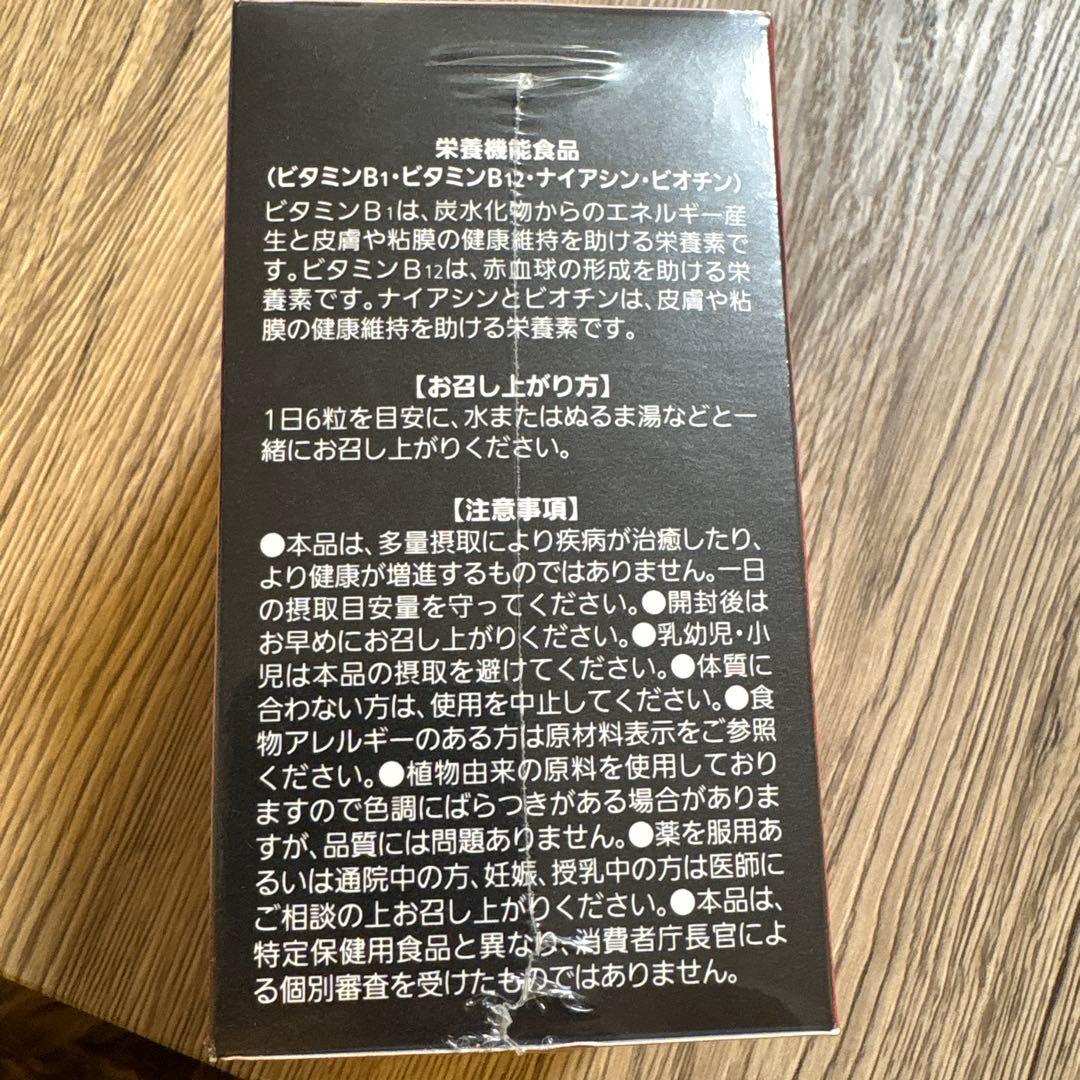 栄養機能食品
(ビタミンB1・ビタミンB12・ナイアシン・ビオチン)
ビタミンB1は、炭水化物からのエネルギー産
生と皮膚や粘膜の健康維持を助ける栄養素で
す。ビタミンB12は、赤血球の形成を助ける栄
養素です。ナイアシンとビオチンは、皮膚や粘
膜の健康維持を助ける栄養素です。
【お召し上がり方】
1日6粒を目安に、水またはぬるま湯などと一
緒にお召し上がりください。
【注意事項】
●本品は、多量摂取により疾病が治癒したり、
より健康が増進するものではありません。一日
の摂取目安量を守ってください。●開封後は
お早めにお召し上がりください。●乳幼児・小
児は本品の摂取を避けてください。●体質に
合わない方は、使用を中止してください。●食
物アレルギーのある方は原材料表示をご参照
ください。●植物由来の原料を使用しており
ますので色調にばらつきがある場合がありま
すが、品質には問題ありません。●薬を服用あ
るいは通院中の方、妊娠、授乳中の方は医師に
ご相談の上お召し上がりください。●本品は、
特定保健用食品と異なり、消費者庁長官によ
る個別審査を受けたものではありません。